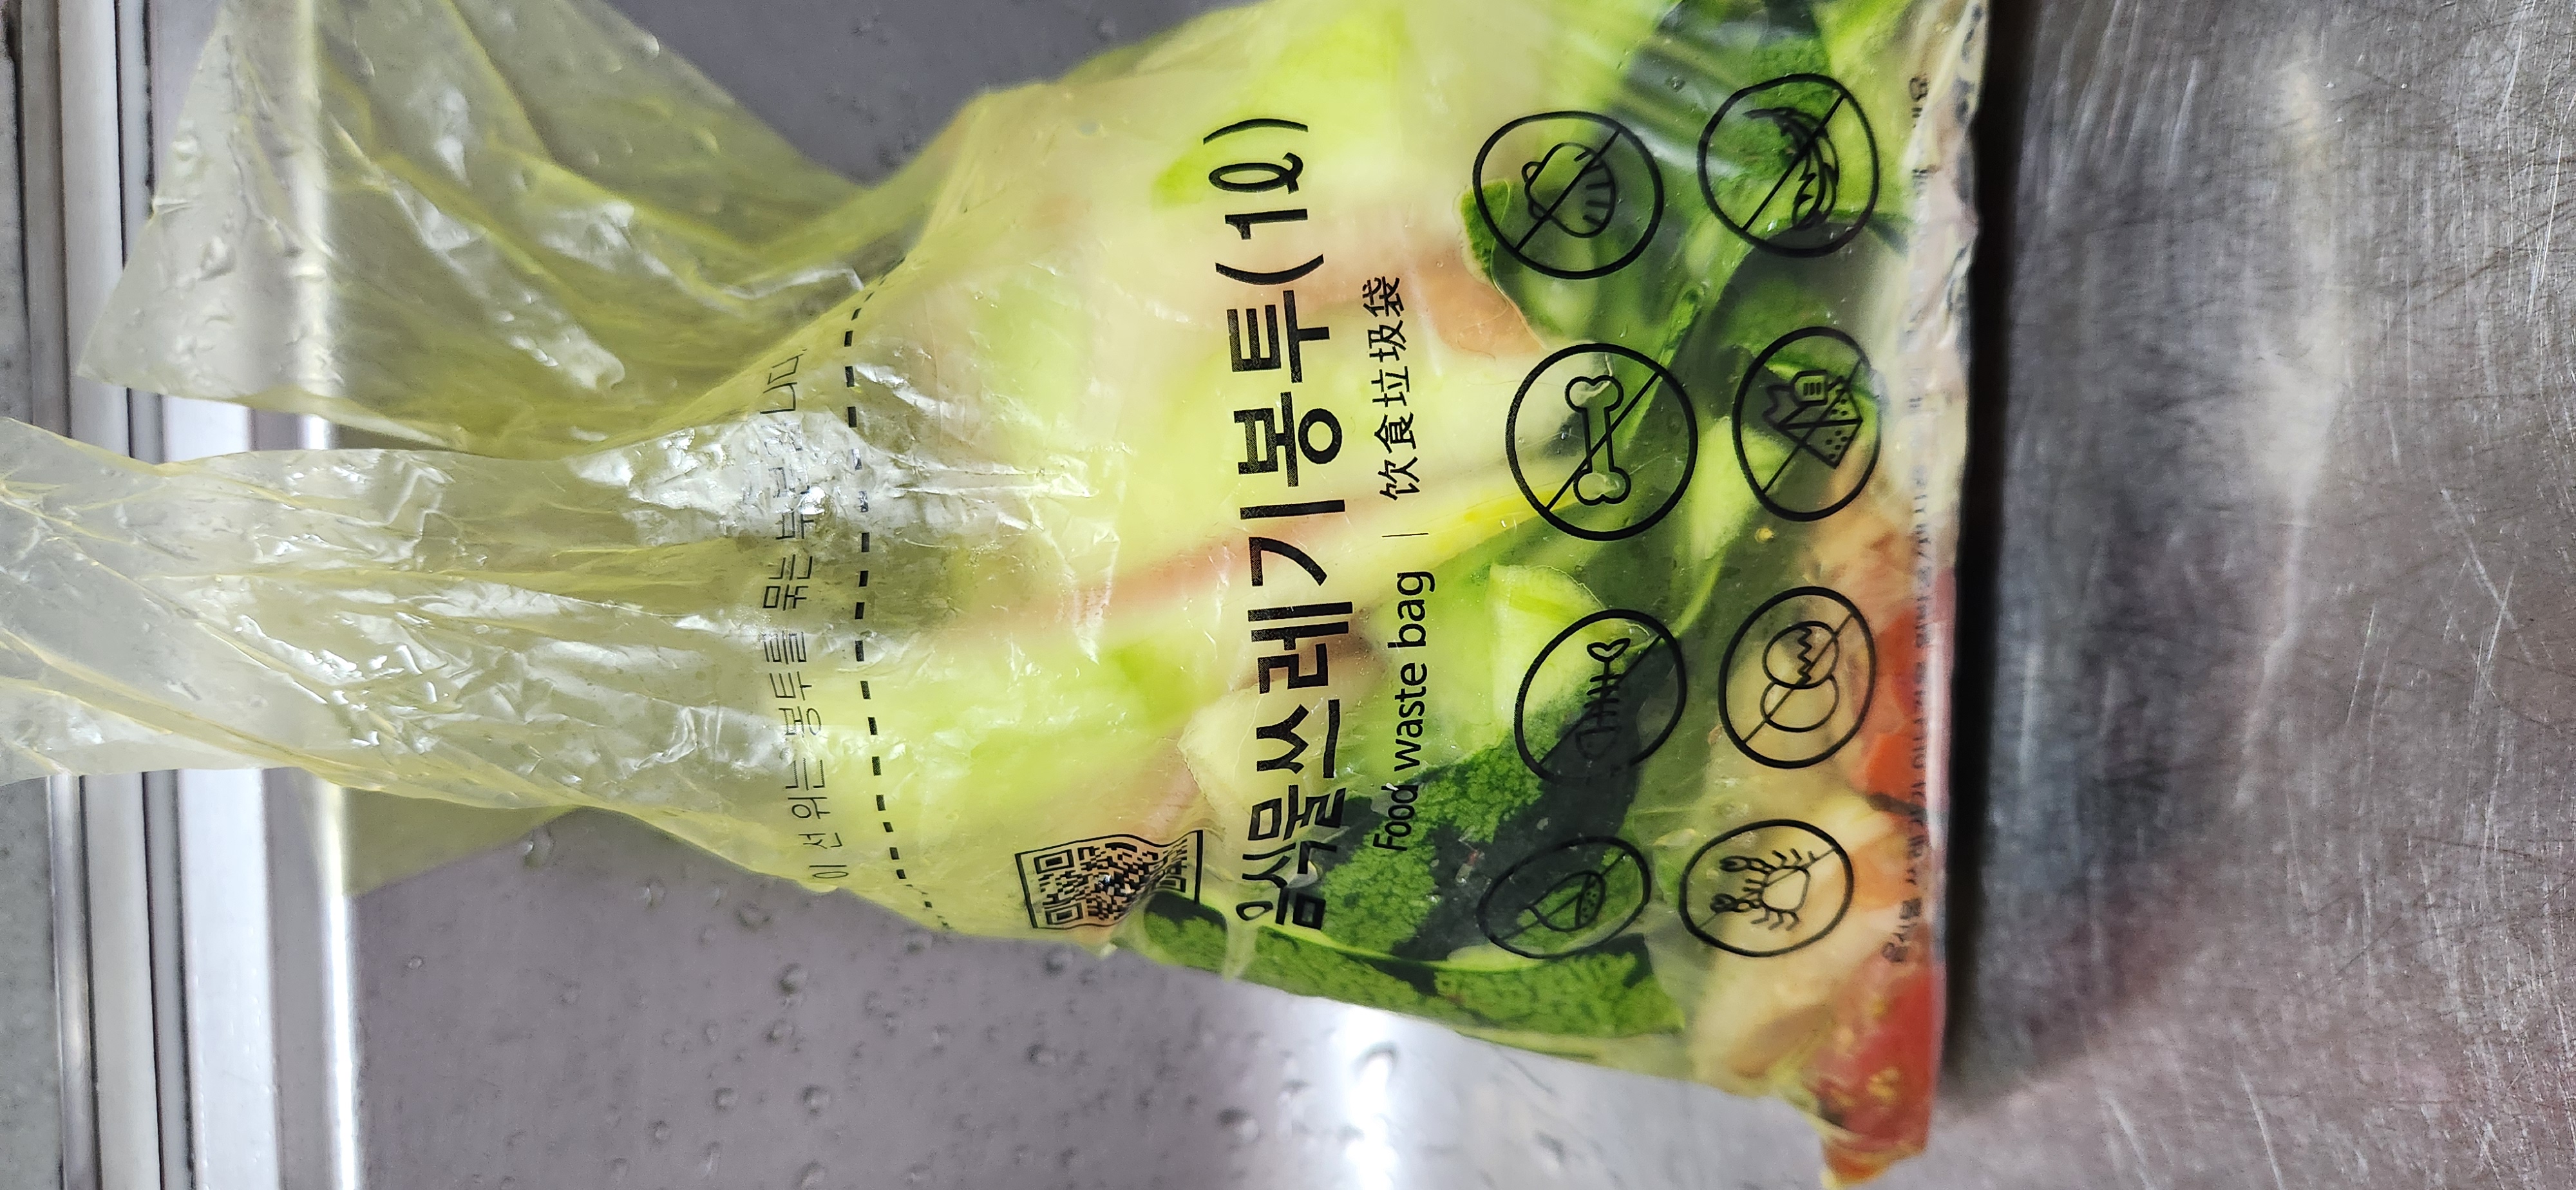 이 선 위는 봉투를 묶는 부분입니다
음식물쓰레기봉투(1ℓ)
Food waste bag | 饮食垃圾袋